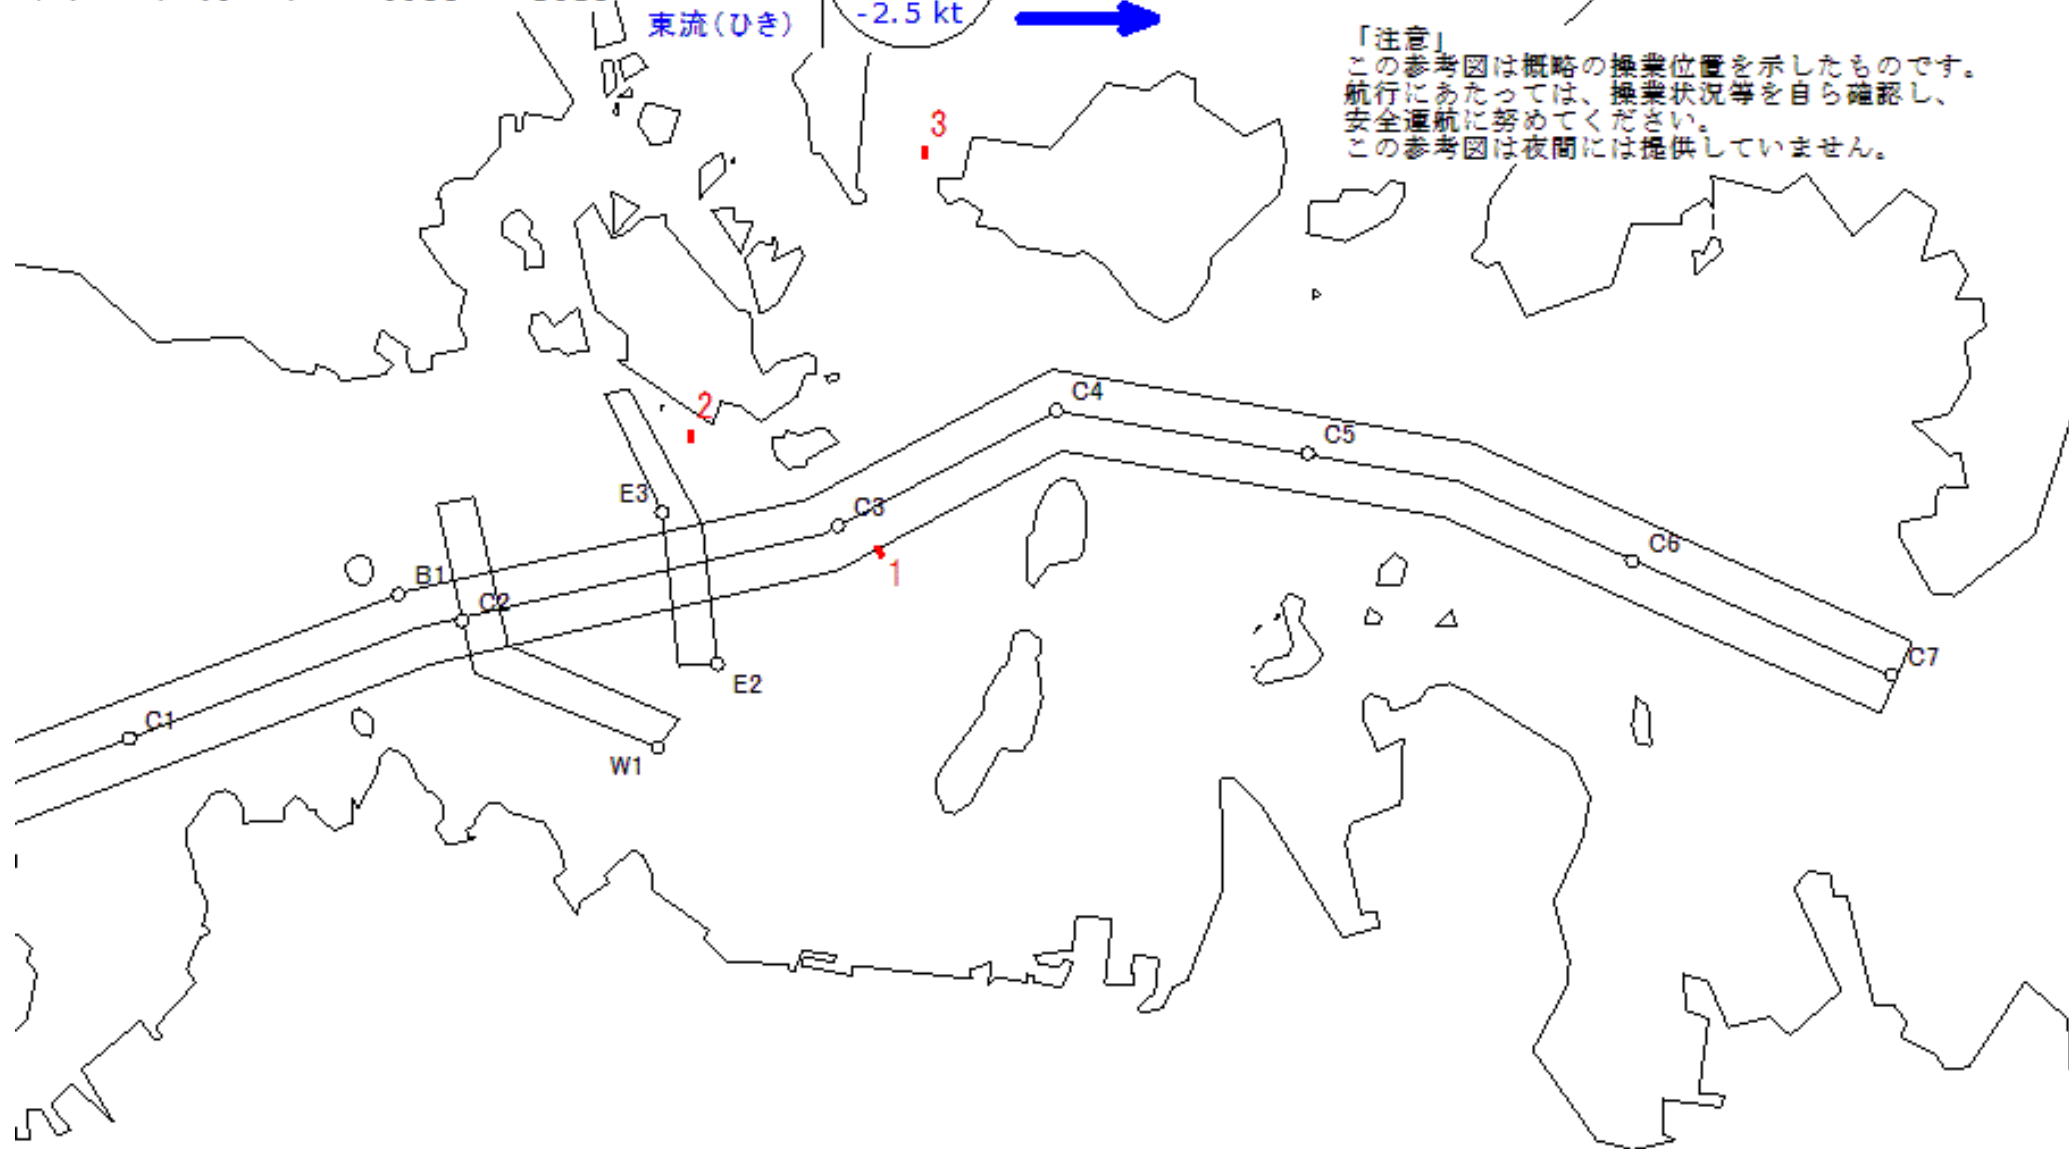 東流(ひき)
-2.5 kt
「注意」
この参考図は概略の操業位置を示したものです。
航行にあたっては、操業状況等を自ら確認し、
安全運航に努めてください。
この参考図は夜間には提供していません。
3
2
C4
C5
E3
C3
C6
1
B1
C2
C7
E2
C1
W1